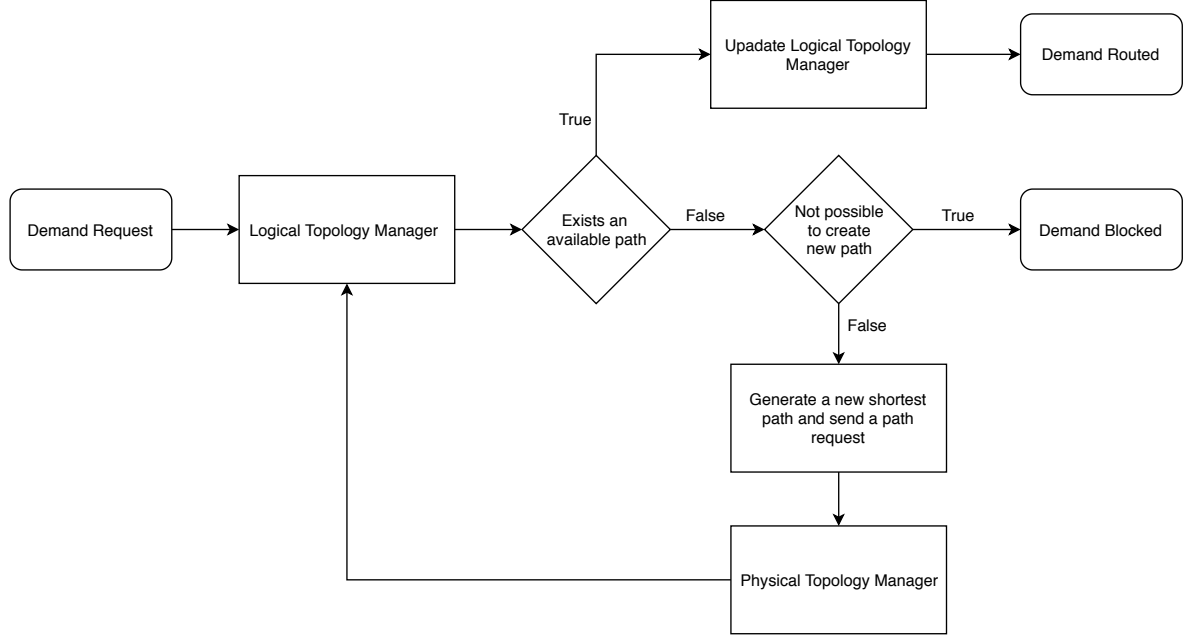 Upadate Logical Topology
Manager
Demand Routed
True
Demand Request
Logical Topology Manager
Exists an
available path
False
Not possible
to create
new path
True
Demand Blocked
False
Generate a new shortest
path and send a path
request
Physical Topology Manager